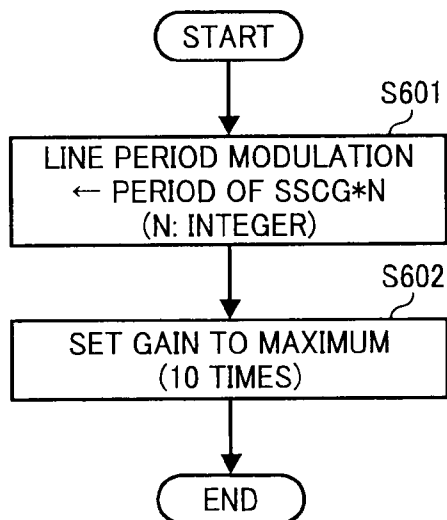 START
S601
LINE PERIOD MODULATION
← PERIOD OF SSCG*N
(N: INTEGER)
S602
SET GAIN TO MAXIMUM
(10 TIMES)
END